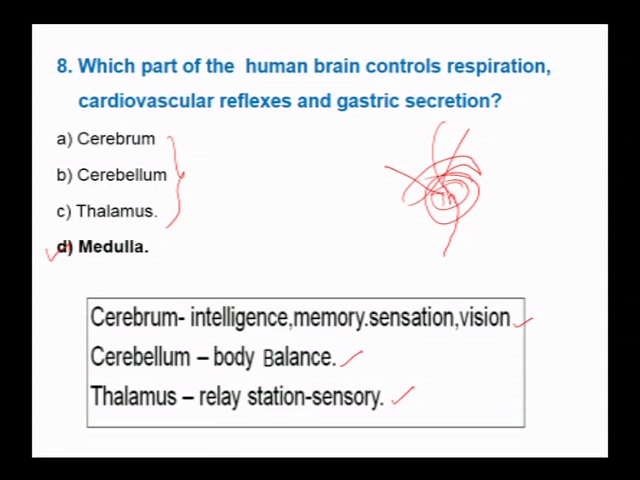 8. Which part of the human brain controls respiration,
cardiovascular reflexes and gastric secretion?
a) Cerebrum
b) Cerebellum
c) Thalamus.
d) Medulla.
Th
Cerebrum- intelligence,memory.sensation,vision
Cerebellum – body Balance.
Thalamus – relay station-sensory.